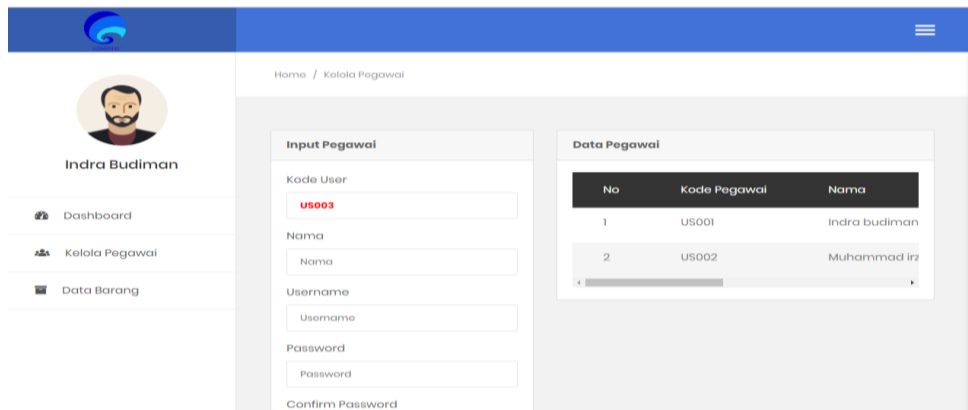 Home / Kelola Pegawai
Indra Budiman
Dashboard
Kelola Pegawai
Data Barang
Input Pegawai
Kode User
US003
Nama
Nama
Username
Username
Password
Password
Confirm Password
Data Pegawai
No Kode Pegawai Nama
1 US001 Indra budiman
2 US002 Muhammad irz